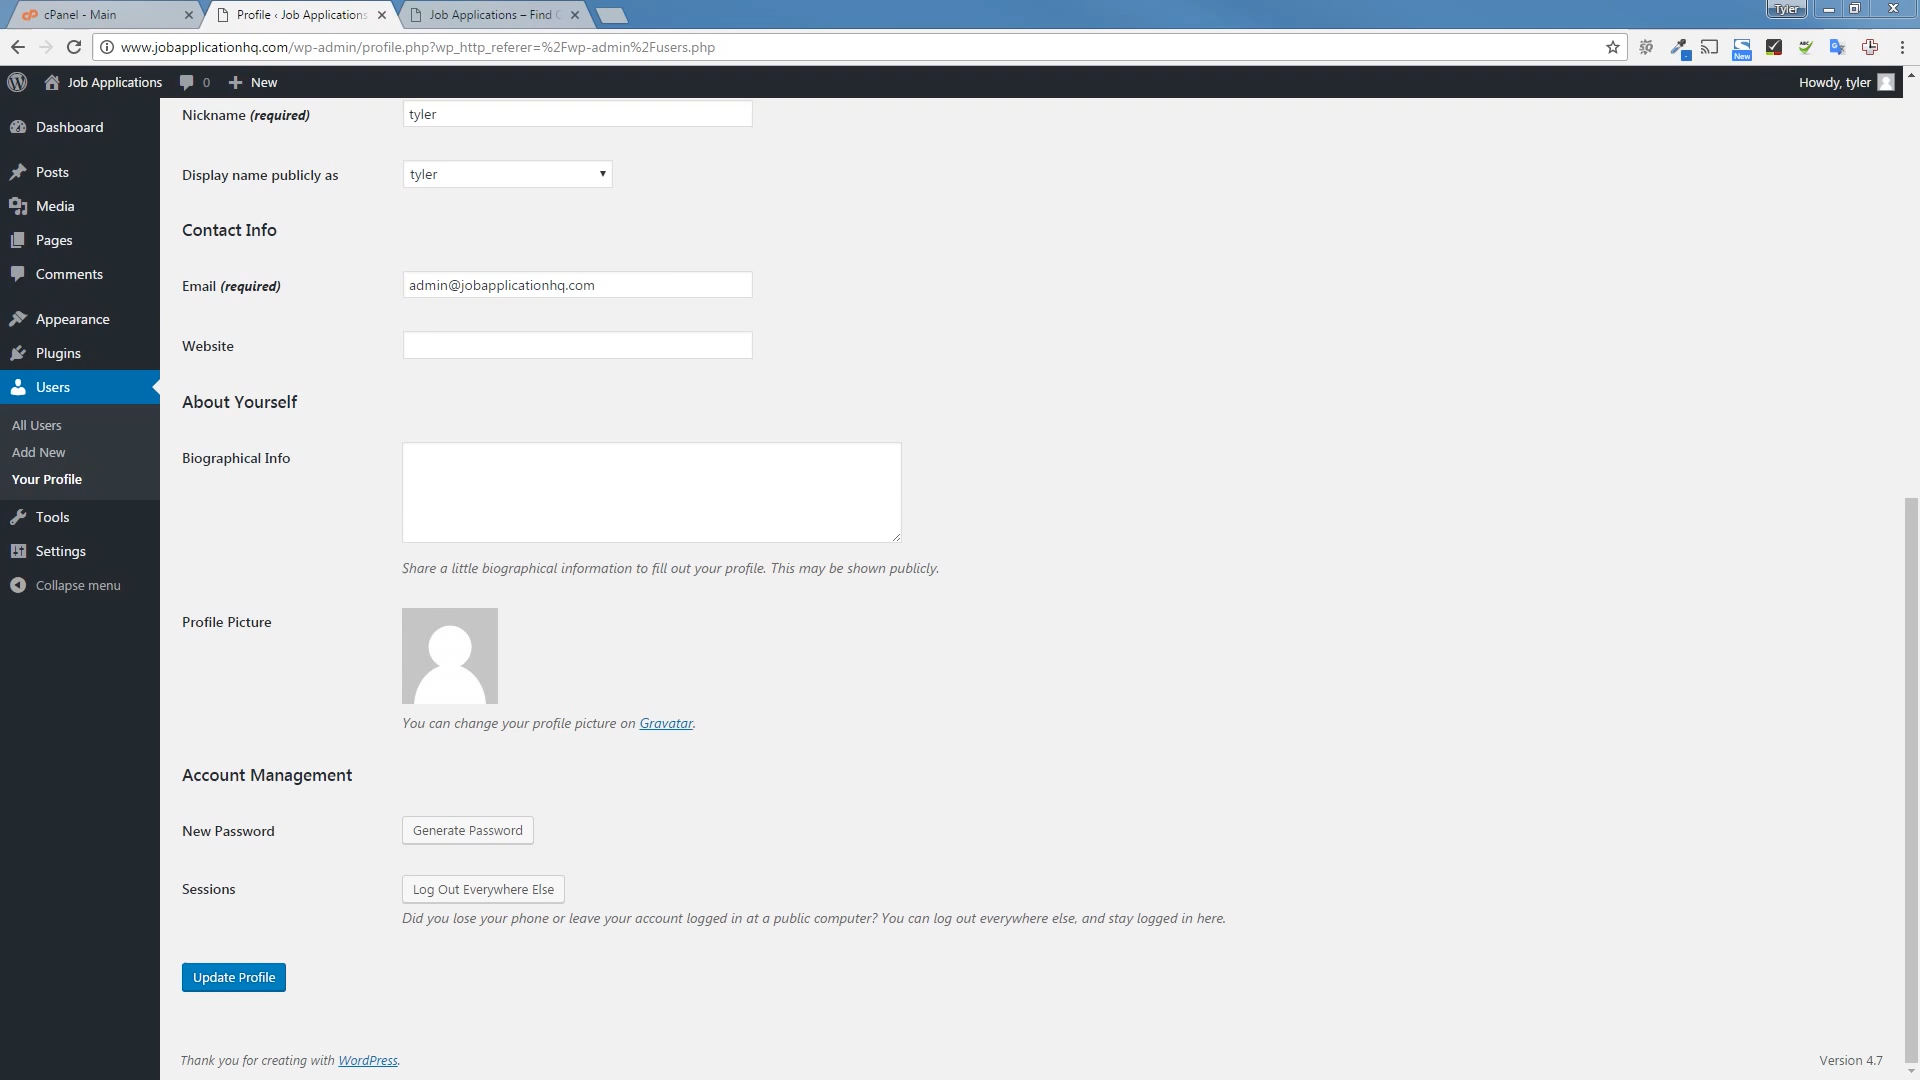 cPanel - Main
Profile ‹ Job Applications
Job Applications – Find
Tyler
www.jobapplicationhq.com/wp-admin/profile.php?wp_http_referer=%2Fwp-admin%2Fusers.php
New
Job Applications
0
New
Howdy, tyler
Dashboard
Posts
Media
Pages
Comments
Appearance
Plugins
Users
All Users
Add New
Your Profile
Tools
Settings
Collapse menu
Nickname (required)
tyler
Display name publicly as
tyler
Contact Info
Email (required)
admin@jobapplicationhq.com
Website
About Yourself
Biographical Info
Share a little biographical information to fill out your profile. This may be shown publicly.
Profile Picture
You can change your profile picture on Gravatar.
Account Management
New Password
Generate Password
Sessions
Log Out Everywhere Else
Did you lose your phone or leave your account logged in at a public computer? You can log out everywhere else, and stay logged in here.
Update Profile
Thank you for creating with WordPress.
Version 4.7